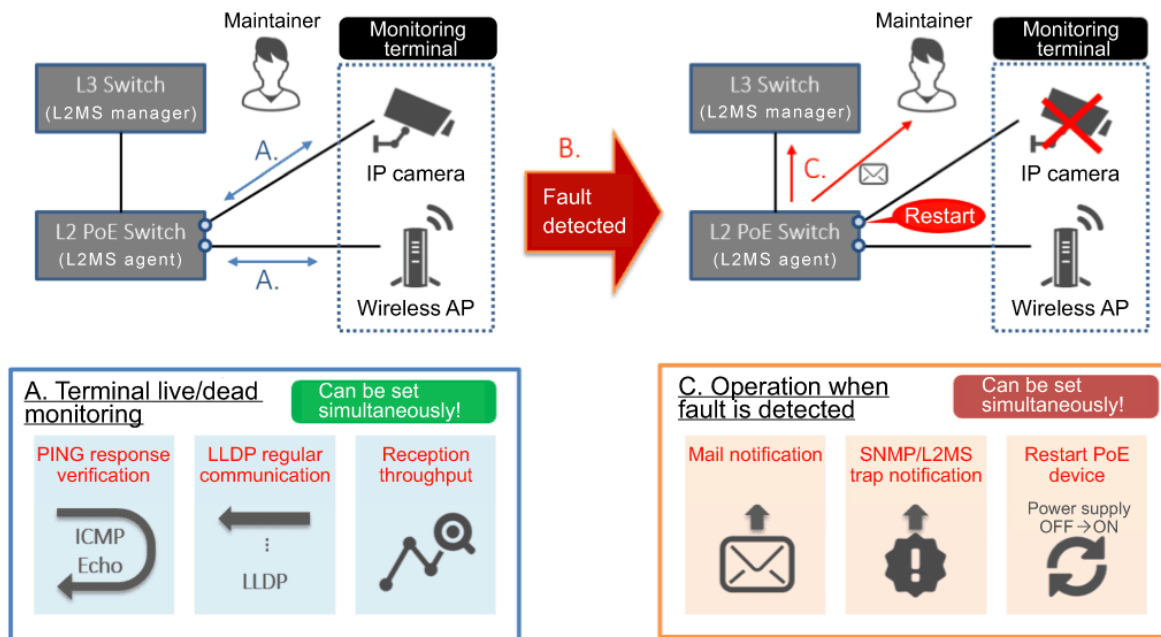 Maintainer
Monitoring
terminal
L3 Switch
(L2MS manager)
A.
IP camera
L2 PoE Switch
(L2MS agent)
A.
Wireless AP
B.
Fault
detected
Maintainer
Monitoring
terminal
L3 Switch
(L2MS manager)
C.
IP camera
Restart
L2 PoE Switch
(L2MS agent)
Wireless AP
A. Terminal live/dead
monitoring
Can be set
simultaneously!
PING response
verification
ICMP
Echo
LLDP regular
communication
LLDP
Reception
throughput
C. Operation when
fault is detected
Can be set
simultaneously!
Mail notification
SNMP/L2MS
trap notification
Restart PoE
device
Power supply
OFF→ON